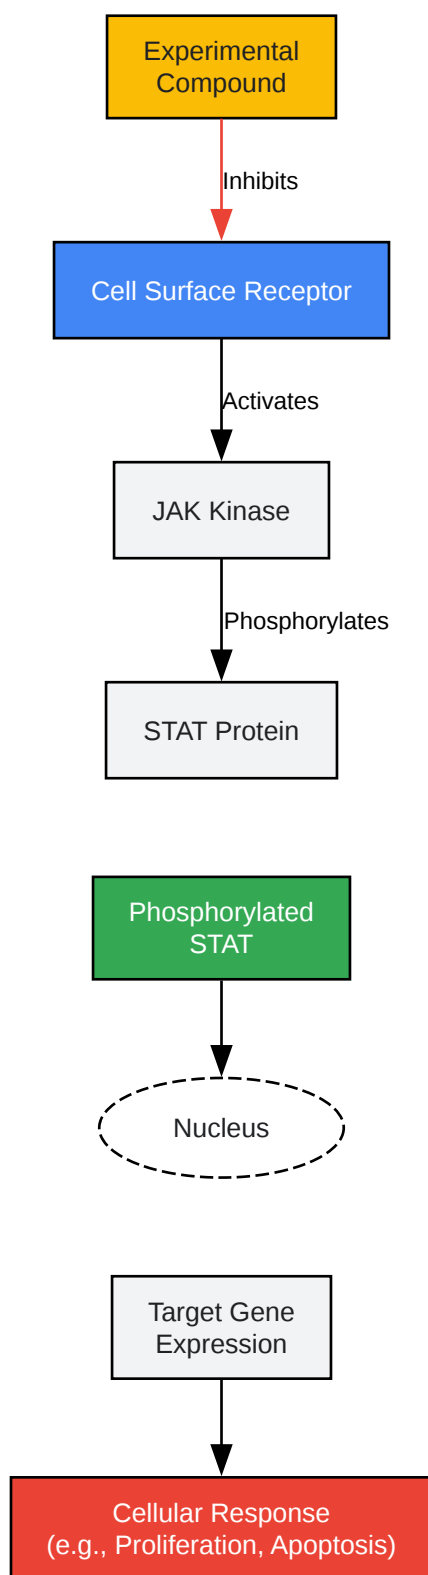 Experimental
Compound
Inhibits
Cell Surface Receptor
Activates
JAK Kinase
Phosphorylates
STAT Protein
Phosphorylated
STAT
Nucleus
Target Gene
Expression
Cellular Response
(e.g., Proliferation, Apoptosis)